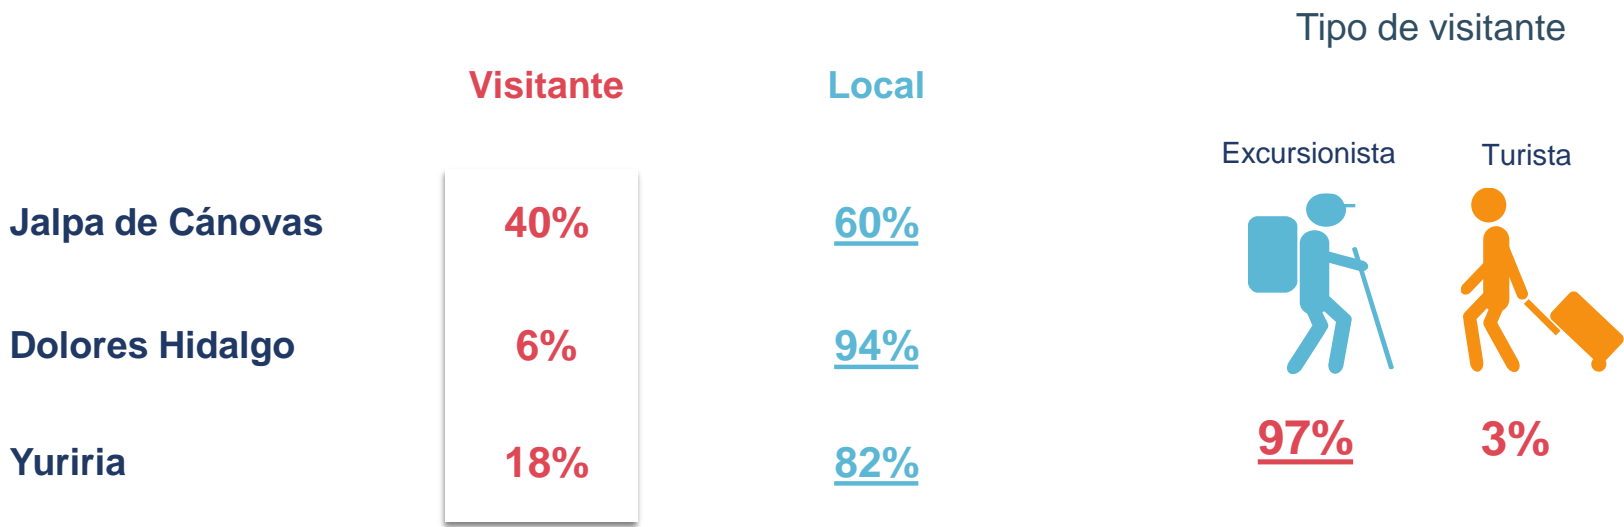 Tipo de visitante
Visitante Local
Excursionista Turista
Jalpa de Cánovas 40% 60%
Dolores Hidalgo 6% 94%
97% 3%
Yuriria 18% 82%